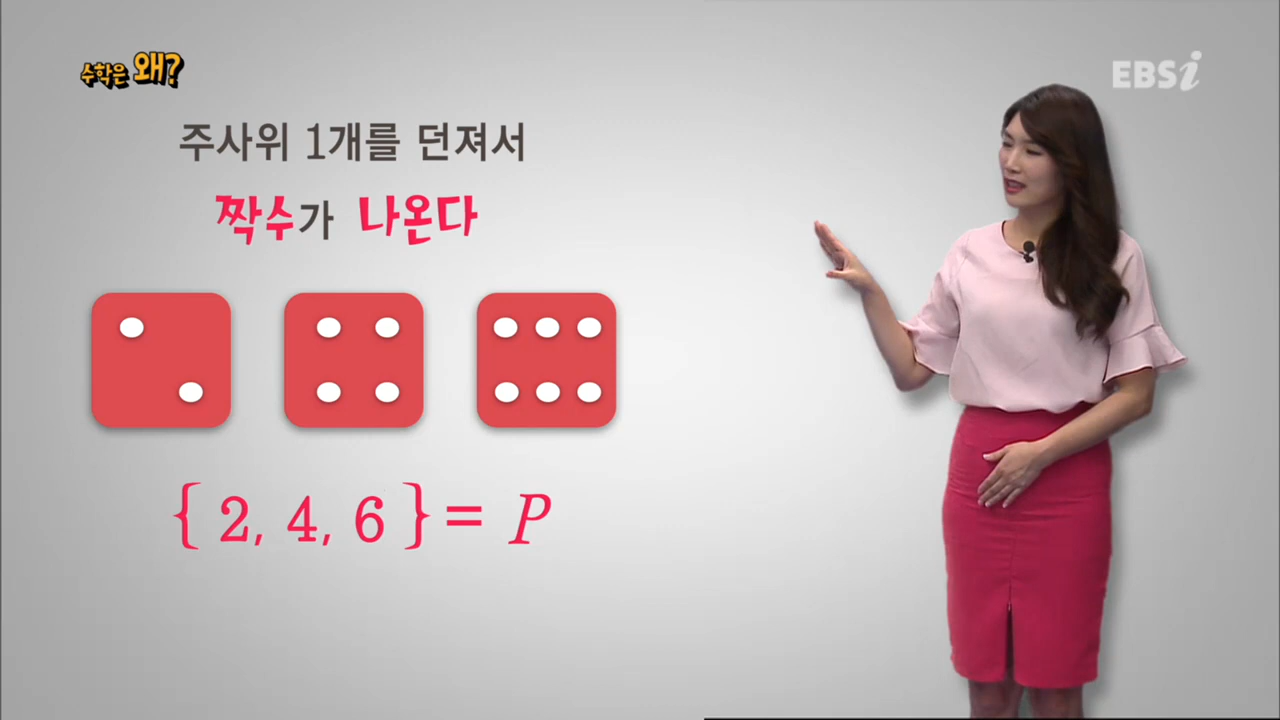 수학은 왜?
EBSi
주사위 1개를 던져서
짝수가 나온다
{ 2, 4, 6 } = P